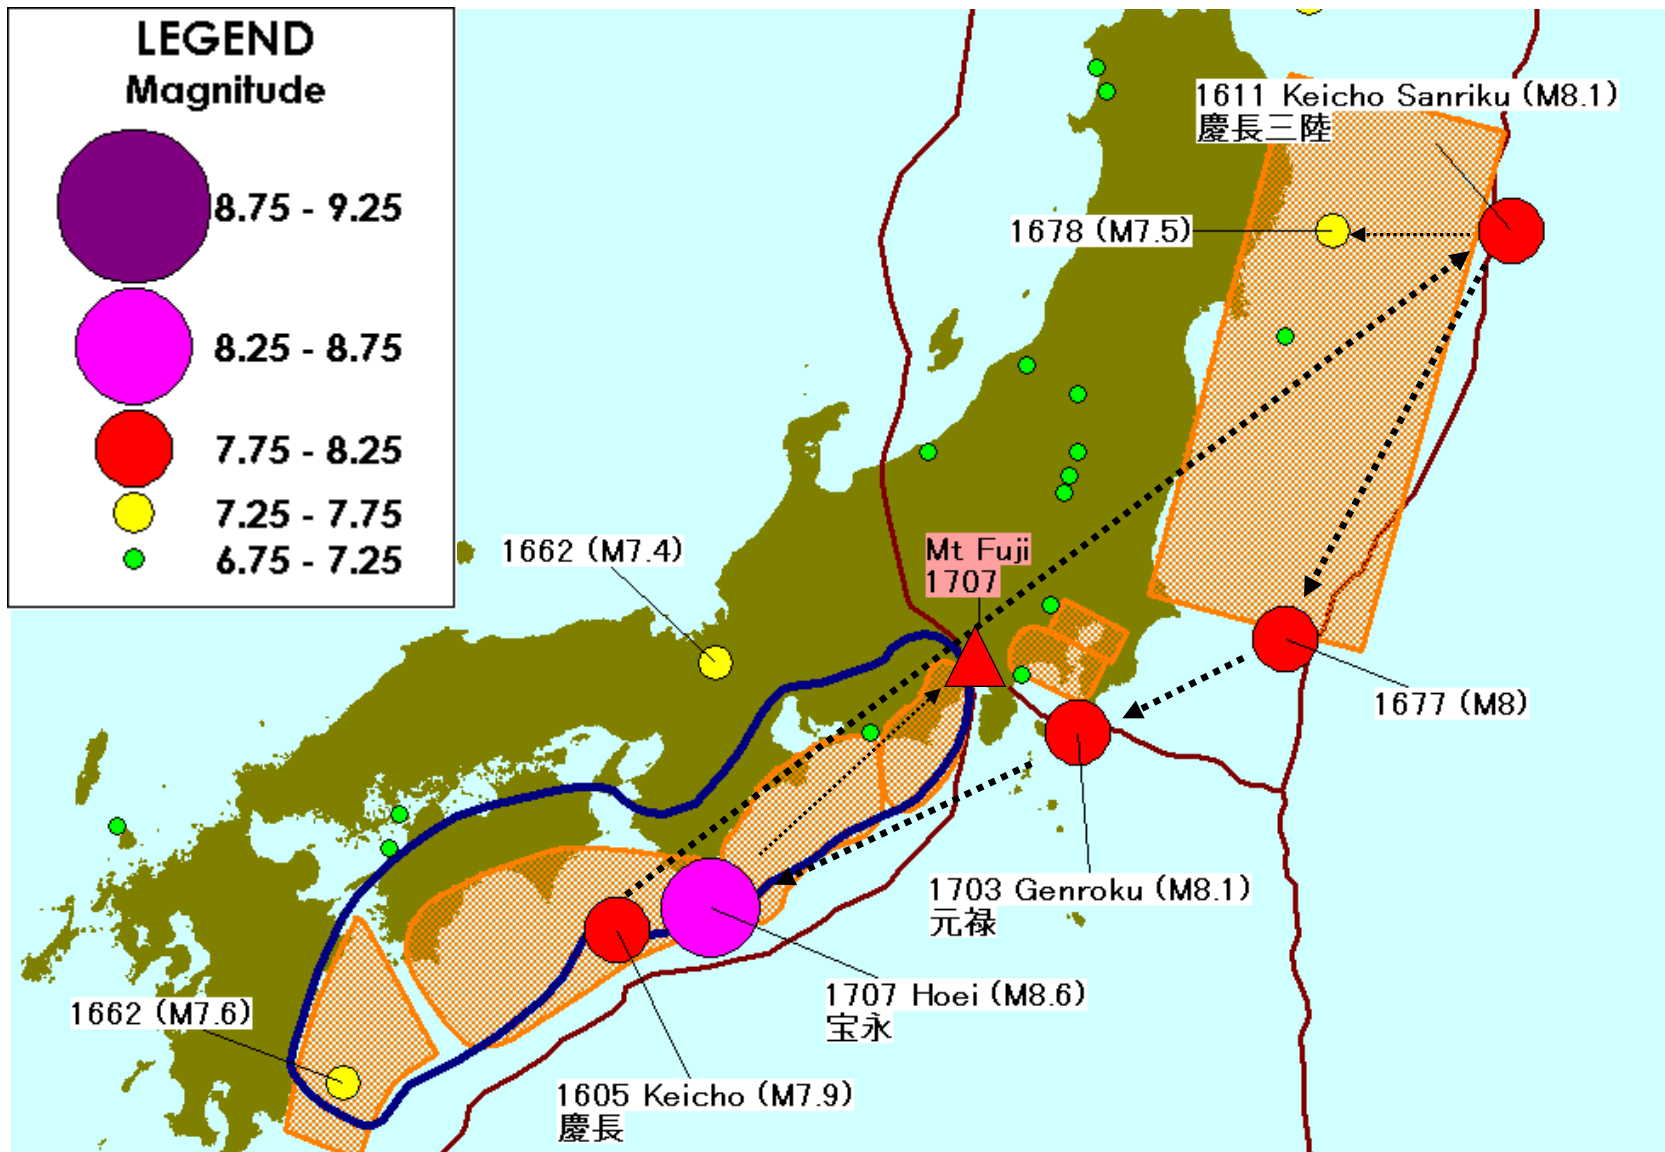 LEGEND
Magnitude
8.75 - 9.25
8.25 - 8.75
7.75 - 8.25
7.25 - 7.75
6.75 - 7.25
1611 Keicho Sanriku (M8.1)
慶長三陸
1678 (M7.5)
1662 (M7.4)
Mt Fuji
1707
1677 (M8)
1703 Genroku (M8.1)
元禄
1707 Hoei (M8.6)
宝永
1662 (M7.6)
1605 Keicho (M7.9)
慶長